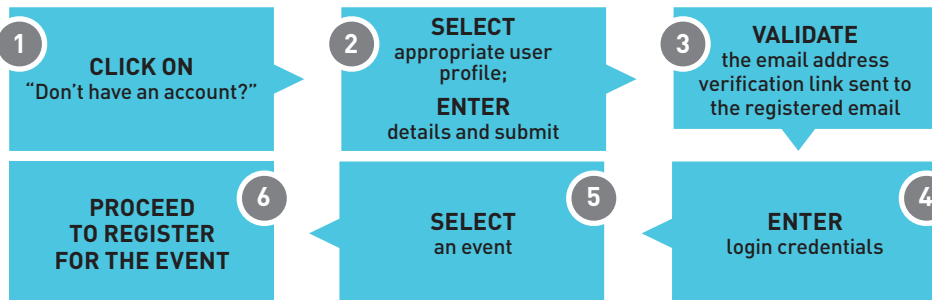 1
CLICK ON
“Don’t have an account?”
2
SELECT
appropriate user
profile;
ENTER
details and submit
3
VALIDATE
the email address
verification link sent to
the registered email
4
ENTER
login credentials
5
SELECT
an event
6
PROCEED
TO REGISTER
FOR THE EVENT